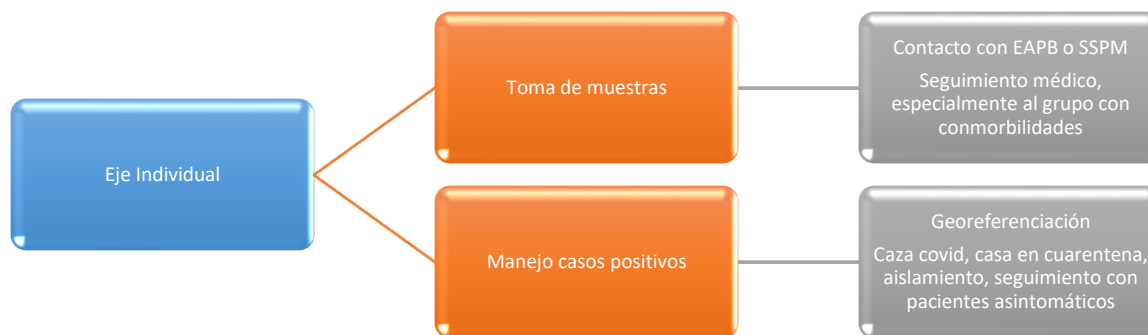 Eje Individual
Toma de muestras
Contacto con EAPB o SSPM
Seguimiento médico,
especialmente al grupo con
conmorbilidades
Manejo casos positivos
Georeferenciación
Caza covid, casa en cuarentena,
aislamiento, seguimiento con
pacientes asintomáticos